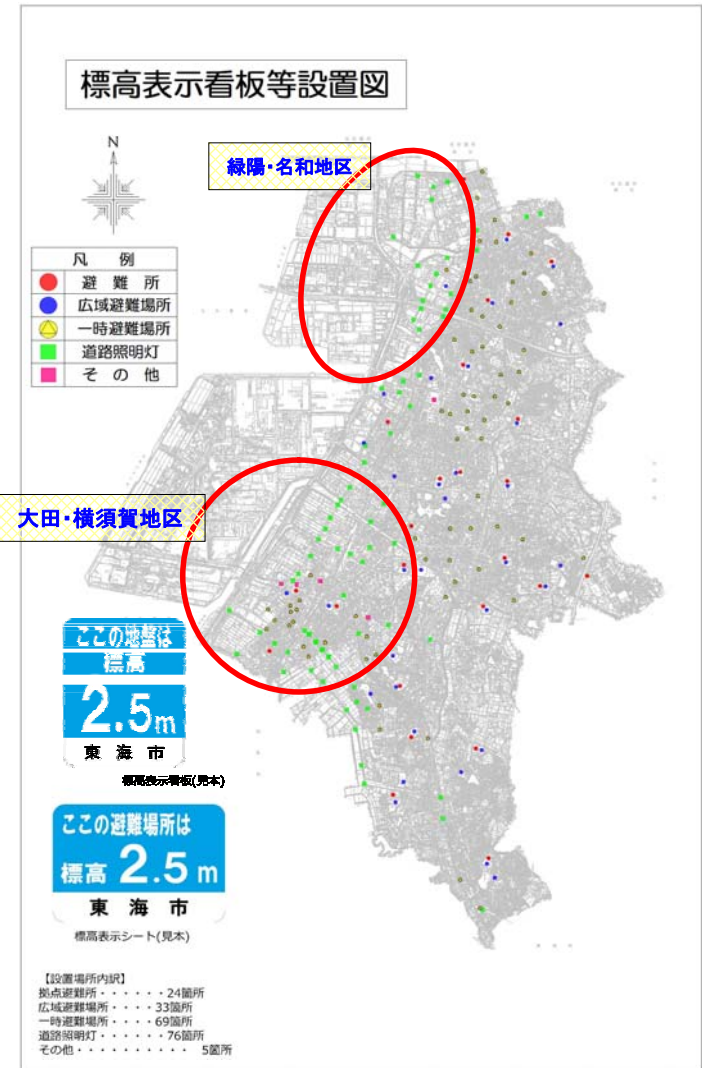 標高表示看板等設置図
N
緑陽・名和地区
凡 例
避 難 所
広域避難場所
一時避難場所
道路照明灯
そ の 他
大田・横須賀地区
ここの地盤は
標高
2.5m
東 海 市
標高表示看板(見本)
ここの避難場所は
標高 2.5 m
東 海 市
標高表示シート(見本)
【設置場所内訳】
拠点避難所・・・・・・24箇所
広域避難場所・・・・33箇所
一時避難場所・・・・69箇所
道路照明灯・・・・・・76箇所
その他・・・・・・・・・・ 5箇所